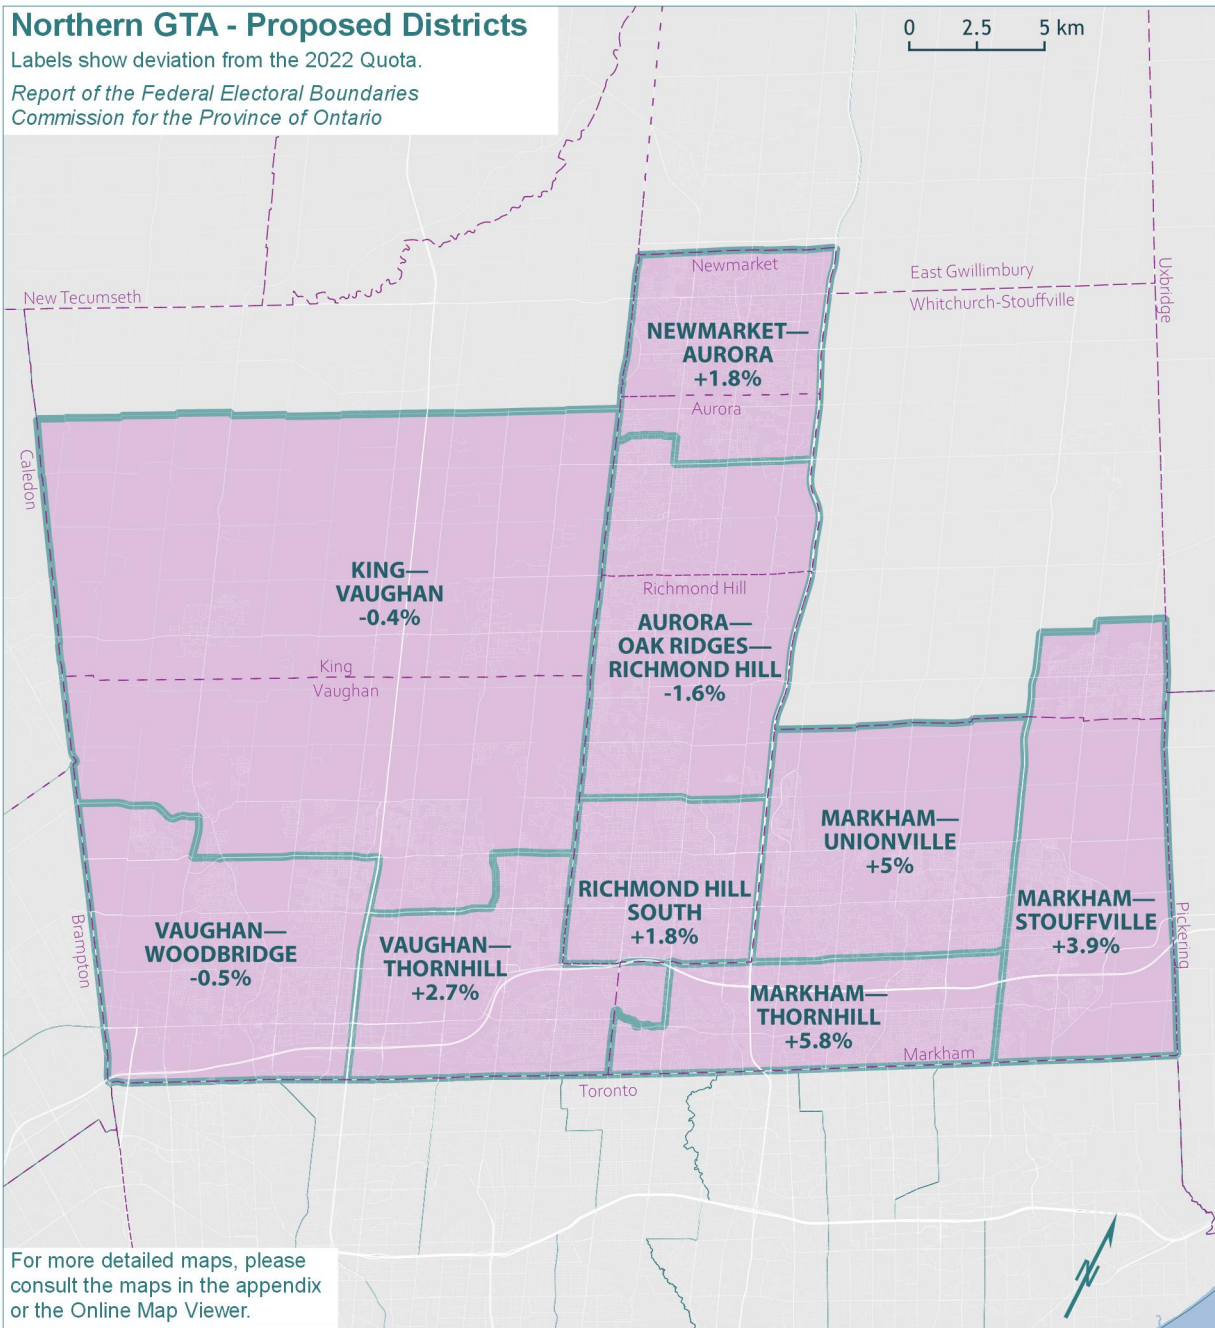 Northern GTA - Proposed Districts
Labels show deviation from the 2022 Quota.
Report of the Federal Electoral Boundaries
Commission for the Province of Ontario
0 2.5 5 km
New Tecumseth
Newmarket
East Gwillimbury
Whitchurch-Stouffville
Uxbridge
NEWMARKET—
AURORA
+1.8%
Aurora
Caledon
KING—
VAUGHAN
-0.4%
Richmond Hill
AURORA—
OAK RIDGES—
RICHMOND HILL
-1.6%
King
Vaughan
MARKHAM—
UNIONVILLE
+5%
RICHMOND HILL
SOUTH
+1.8%
MARKHAM—
STOUFFVILLE
+3.9%
Pickering
Brampton
VAUGHAN—
WOODBRIDGE
-0.5%
VAUGHAN—
THORNHILL
+2.7%
MARKHAM—
THORNHILL
+5.8%
Markham
Toronto
For more detailed maps, please
consult the maps in the appendix
or the Online Map Viewer.
N